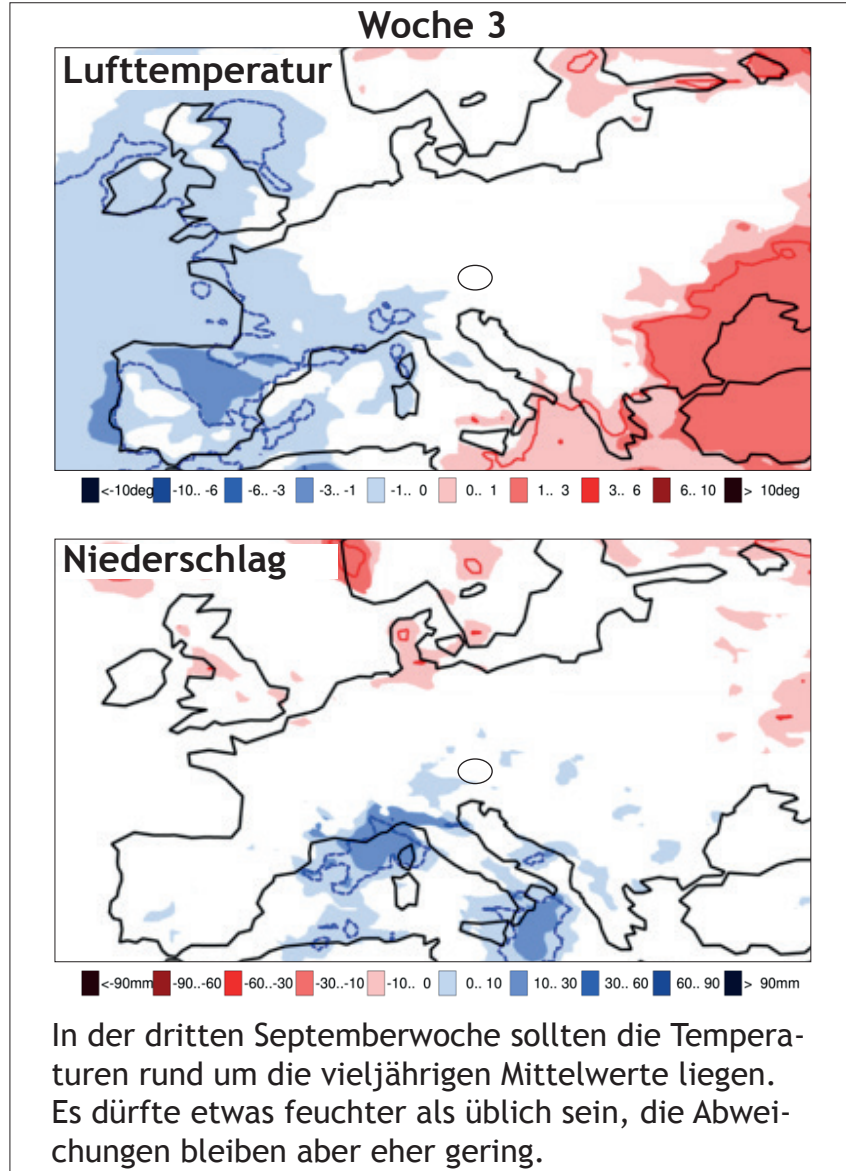 Woche 3
Lufttemperatur
<-10deg -10.. -6 -6.. -3 -3.. -1 -1.. 0 0.. 1 1.. 3 3.. 6 6.. 10 > 10deg
Niederschlag
<-90mm -90..-60 -60..-30 -30..-10 -10.. 0 0.. 10 10.. 30 30.. 60 60.. 90 > 90mm
In der dritten Septemberwoche sollten die Tempera-
turen rund um die vieljährigen Mittelwerte liegen.
Es dürfte etwas feuchter als üblich sein, die Abwei-
chungen bleiben aber eher gering.